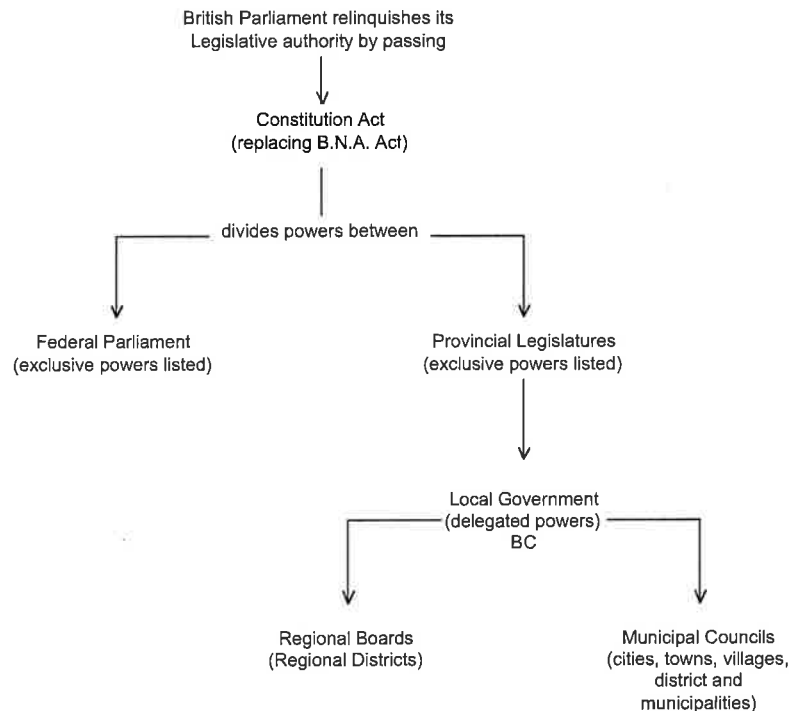 British Parliament relinquishes its
Legislative authority by passing
Constitution Act
(replacing B.N.A. Act)
divides powers between
Federal Parliament
(exclusive powers listed)
Provincial Legislatures
(exclusive powers listed)
Local Government
(delegated powers)
BC
Regional Boards
(Regional Districts)
Municipal Councils
(cities, towns, villages,
district and
municipalities)